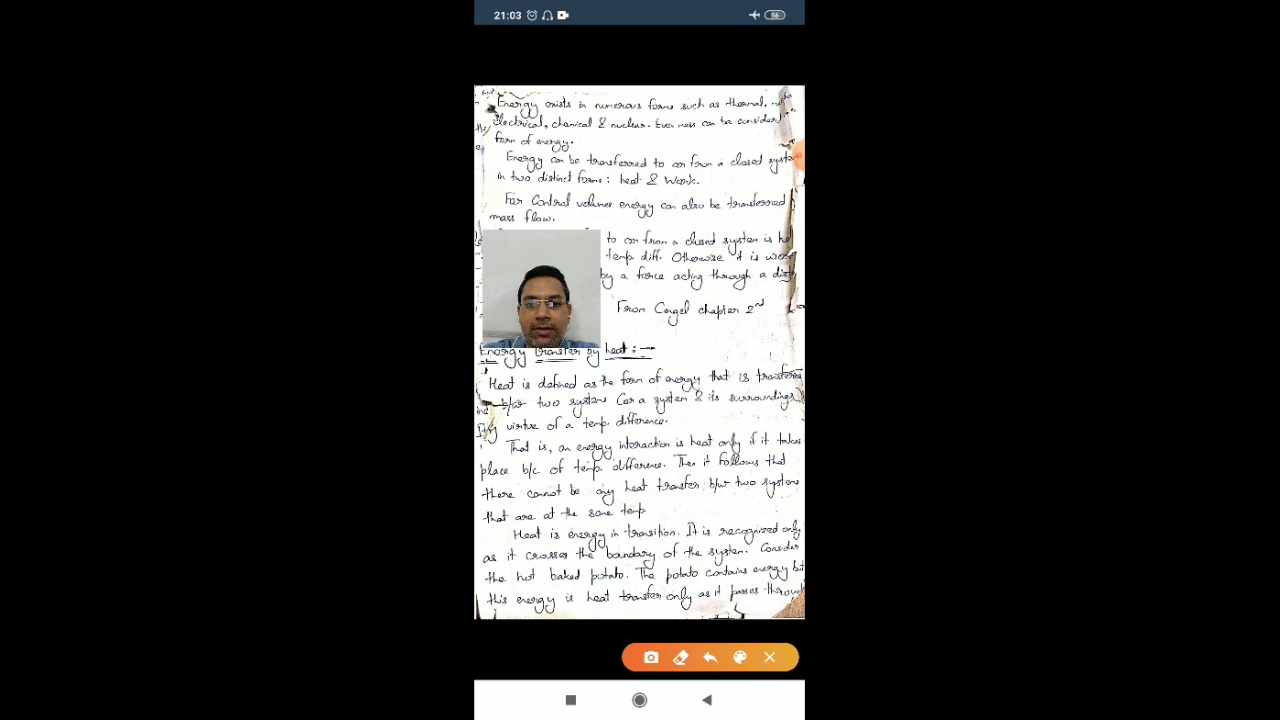 21:03
56
Energy exists in numerous forms such as thermal,
electrical, chemical & nuclear. Even mass can be considered
form of energy.
Energy can be transferred to or from a closed syste
in two distinct forms: heat & work.
For Control volumes energy can also be transferred
mass flow.
to or from a closed system is he
temp. diff. Otherwise it is wor
by a force acting through a dist
From Cengel chapter 2nd
Energy transfer by heat :-
Heat is defined as the form of energy that is transferre
b/w two systems (or a system & its surroundings
virtue of a temp. difference.
That is, an energy interaction is heat only if it takes
place b/c of temp. difference. Then it follows that
there cannot be any heat transfer b/w two systems
that are at the same temp
Heat is energy in transition. It is recognized only
as it crosses the boundary of the system. Consider
the hot baked potato. The potato contains energy but
this energy is heat transfer only as it passes through